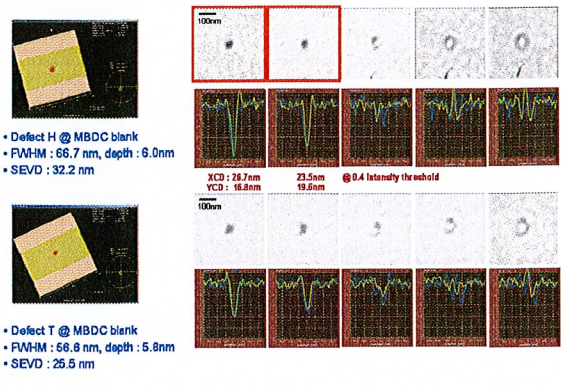 100nm
• Defect H @ MBDC blank
• FWHM : 66.7 nm, depth : 6.0nm
• SEVD : 32.2 nm
XCD : 26.7nm 23.5nm @ 0.4 intensity threshold
YCD : 16.8nm 19.6nm
100nm
• Defect T @ MBDC blank
• FWHM : 56.6 nm, depth : 5.8nm
• SEVD : 25.5 nm